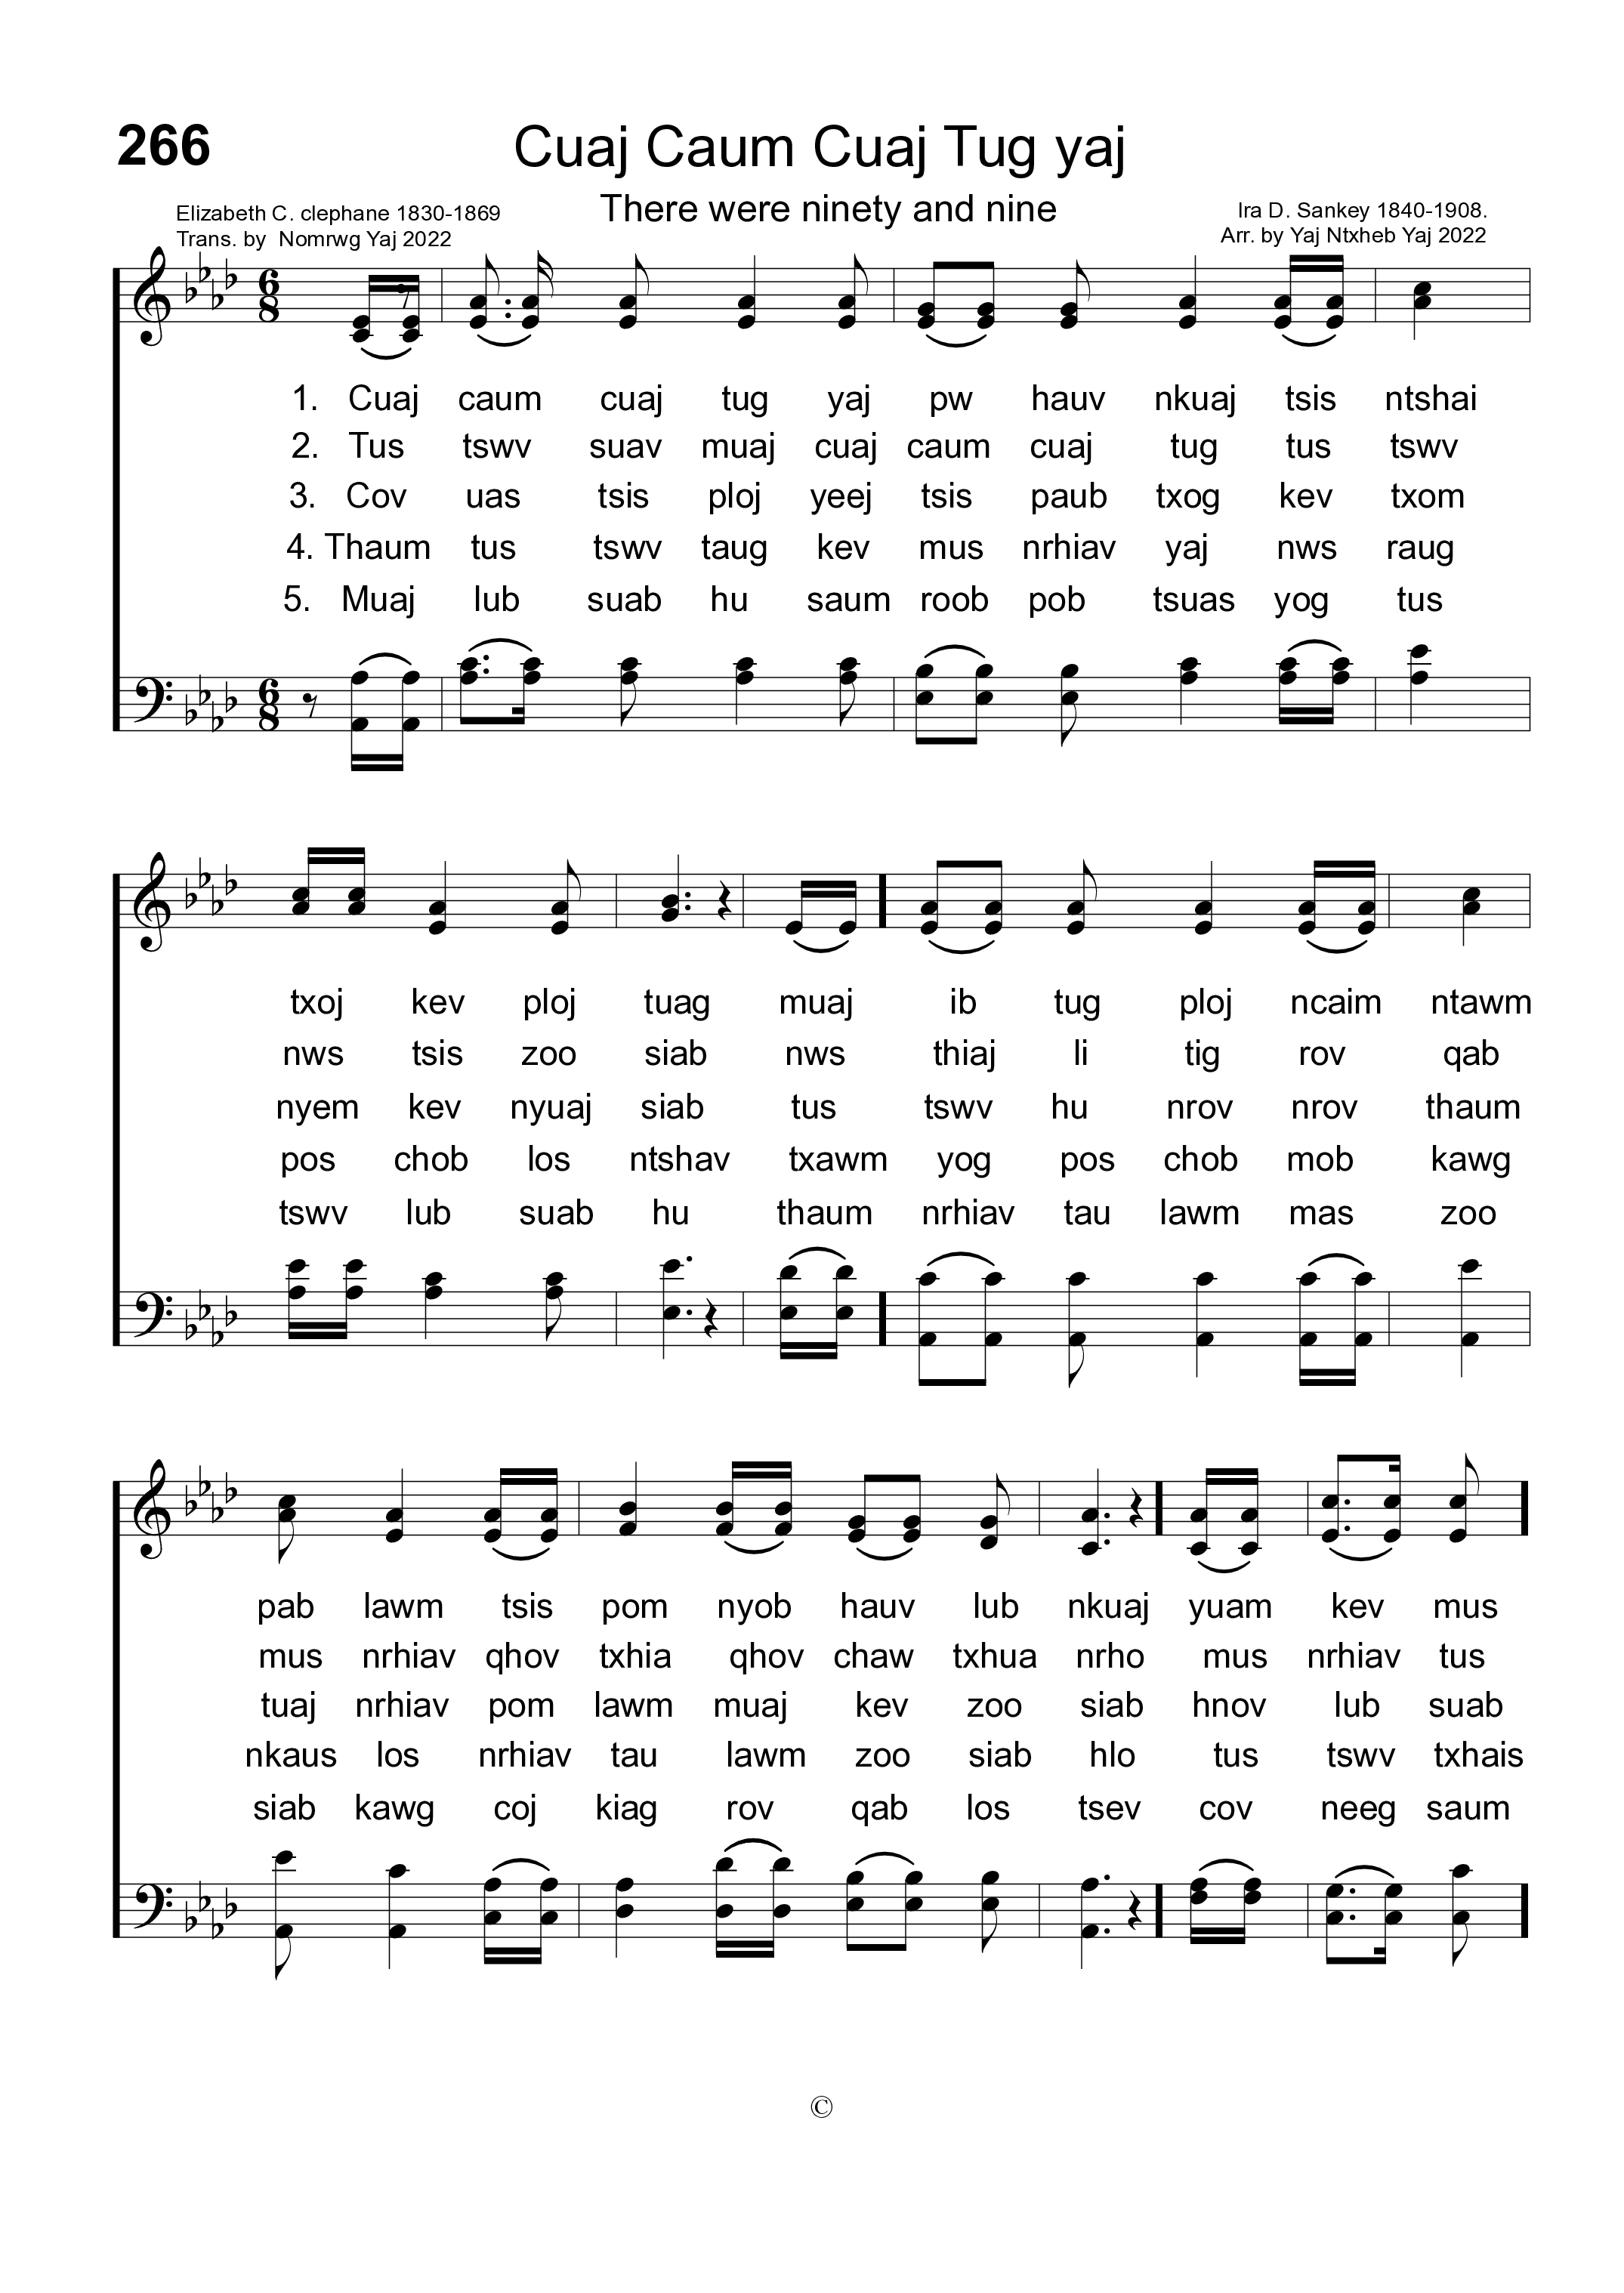 266
Cuaj Caum Cuaj Tug yaj
There were ninety and nine
Elizabeth C. clephane 1830-1869
Trans. by Nomrwg Yaj 2022
Ira D. Sankey 1840-1908.
Arr. by Yaj Ntxheb Yaj 2022
1. Cuaj caum cuaj tug yaj pw hauv nkuaj tsis ntshai
2. Tus tswv suav muaj cuaj caum cuaj tug tus tswv
3. Cov uas tsis ploj yeej tsis paub txog kev txom
4. Thaum tus tswv taug kev mus nrhiav yaj nws raug
5. Muaj lub suab hu saum roob pob tsuas yog tus
txoj kev ploj tuag muaj ib tug ploj ncaim ntawm
nws tsis zoo siab nws thiaj li tig rov qab
nyem kev nyuaj siab tus tswv hu nrov nrov thaum
pos chob los ntshav txawm yog pos chob mob kawg
tswv lub suab hu thaum nrhiav tau lawm mas zoo
pab lawm tsis pom nyob hauv lub nkuaj yuam kev mus
mus nrhiav qhov txhia qhov chaw txhua nrho mus nrhiav tus
tuaj nrhiav pom lawm muaj kev zoo siab hnov lub suab
nkaus los nrhiav tau lawm zoo siab hlo tus tswv txhais
siab kawg coj kiag rov qab los tsev cov neeg saum
©